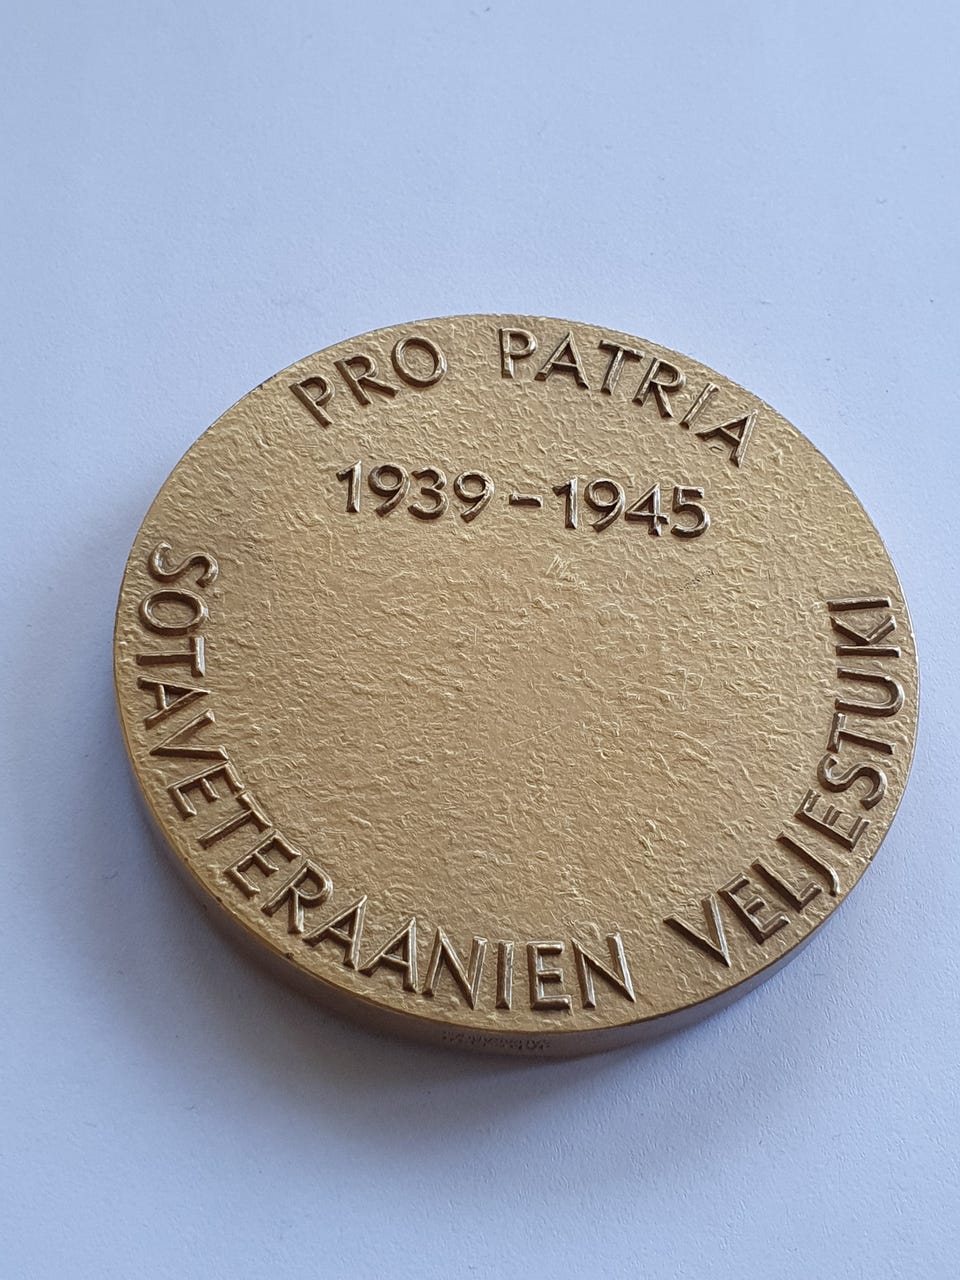 PRO PATRIA
1939-1945
SOTAVETERAANIEN VELJESTUKI